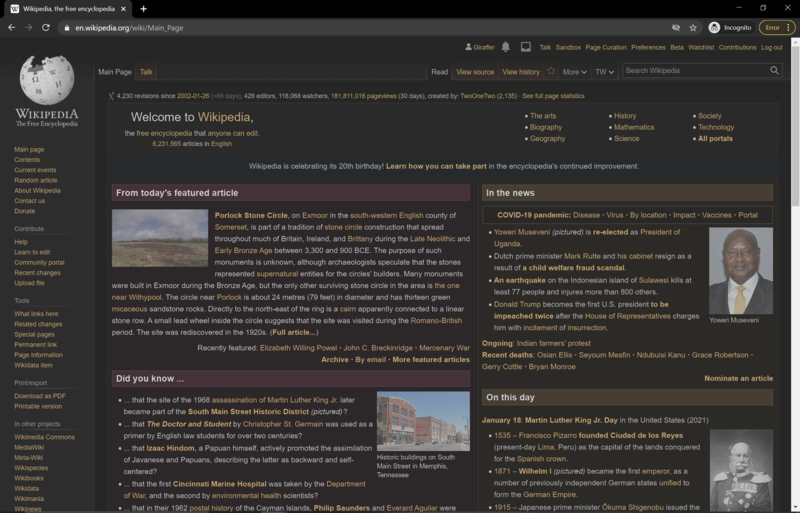 Wikipedia, the free encyclopedia
en.wikipedia.org/wiki/Main_Page
Incognito
Error
Giraffer Talk Sandbox Page Curation Preferences Beta Watchlist Contributions Log out
Main Page Talk Read View source View history More TW Search Wikipedia
4,230 revisions since 2002-01-26 (+69 days), 429 editors, 116,068 watchers, 181,811,016 pageviews (30 days), created by: TwoOneTwo (2,135) · See full page statistics
WIKIPEDIA
The Free Encyclopedia
Main page
Contents
Current events
Random article
About Wikipedia
Contact us
Donate
Contribute
Help
Learn to edit
Community portal
Recent changes
Upload file
Tools
What links here
Related changes
Special pages
Permanent link
Page information
Wikidata item
Print/export
Download as PDF
Printable version
In other projects
Wikimedia Commons
MediaWiki
Meta-Wiki
Wikispecies
Wikibooks
Wikidata
Wikimania
Wikinews
Welcome to Wikipedia,
the free encyclopedia that anyone can edit.
6,231,565 articles in English
• The arts
• Biography
• Geography
• History
• Mathematics
• Science
• Society
• Technology
• All portals
Wikipedia is celebrating its 20th birthday! Learn how you can take part in the encyclopedia's continued improvement.
From today's featured article
Porlock Stone Circle, on Exmoor in the south-western English county of
Somerset, is part of a tradition of stone circle construction that spread
throughout much of Britain, Ireland, and Brittany during the Late Neolithic and
Early Bronze Age between 3,300 and 900 BCE. The purpose of such
monuments is unknown, although archaeologists speculate that the stones
represented supernatural entities for the circles' builders. Many monuments
were built in Exmoor during the Bronze Age, but the only other surviving stone circle in the area is the one
near Withypool. The circle near Porlock is about 24 metres (79 feet) in diameter and has thirteen green
micaceous sandstone rocks. Directly to the north-east of the ring is a cairn apparently connected to a linear
stone row. A small lead wheel inside the circle suggests that the site was visited during the Romano-British
period. The site was rediscovered in the 1920s. (Full article...)
Recently featured: Elizabeth Willing Powel · John C. Breckinridge · Mercenary War
Archive · By email · More featured articles
Did you know ...
• ... that the site of the 1968 assassination of Martin Luther King Jr. later
became part of the South Main Street Historic District (pictured)?
• ... that The Doctor and Student by Christopher St. Germain was used as a
primer by English law students for over two centuries?
• ... that Izaac Hindom, a Papuan himself, actively promoted the assimilation
of Javanese and Papuans, describing the latter as backward and self-
centered?
• ... that the first Cincinnati Marine Hospital was taken by the Department
of War, and the second by environmental health scientists?
• ... that in their 1962 postal history of the Cayman Islands, Philip Saunders and Everard Aguilar were
Historic buildings on South
Main Street in Memphis,
Tennessee
In the news
COVID-19 pandemic: Disease · Virus · By location · Impact · Vaccines · Portal
• Yoweri Museveni (pictured) is re-elected as President of
Uganda.
• Dutch prime minister Mark Rutte and his cabinet resign as a
result of a child welfare fraud scandal.
• An earthquake on the Indonesian island of Sulawesi kills at
least 77 people and injures more than 800 others.
• Donald Trump becomes the first U.S. president to be
impeached twice after the House of Representatives charges
him with incitement of insurrection.
Yoweri Museveni
Ongoing: Indian farmers' protest
Recent deaths: Osian Ellis · Seyoum Mesfin · Ndubuisi Kanu · Grace Robertson ·
Gerry Cottle · Bryan Monroe
Nominate an article
On this day
January 18: Martin Luther King Jr. Day in the United States (2021)
• 1535 – Francisco Pizarro founded Ciudad de los Reyes
(present-day Lima, Peru) as the capital of the lands conquered
for the Spanish crown.
• 1871 – Wilhelm I (pictured) became the first emperor, as a
number of previously independent German states unified to
form the German Empire.
• 1915 – Japanese prime minister Ōkuma Shigenobu issued the